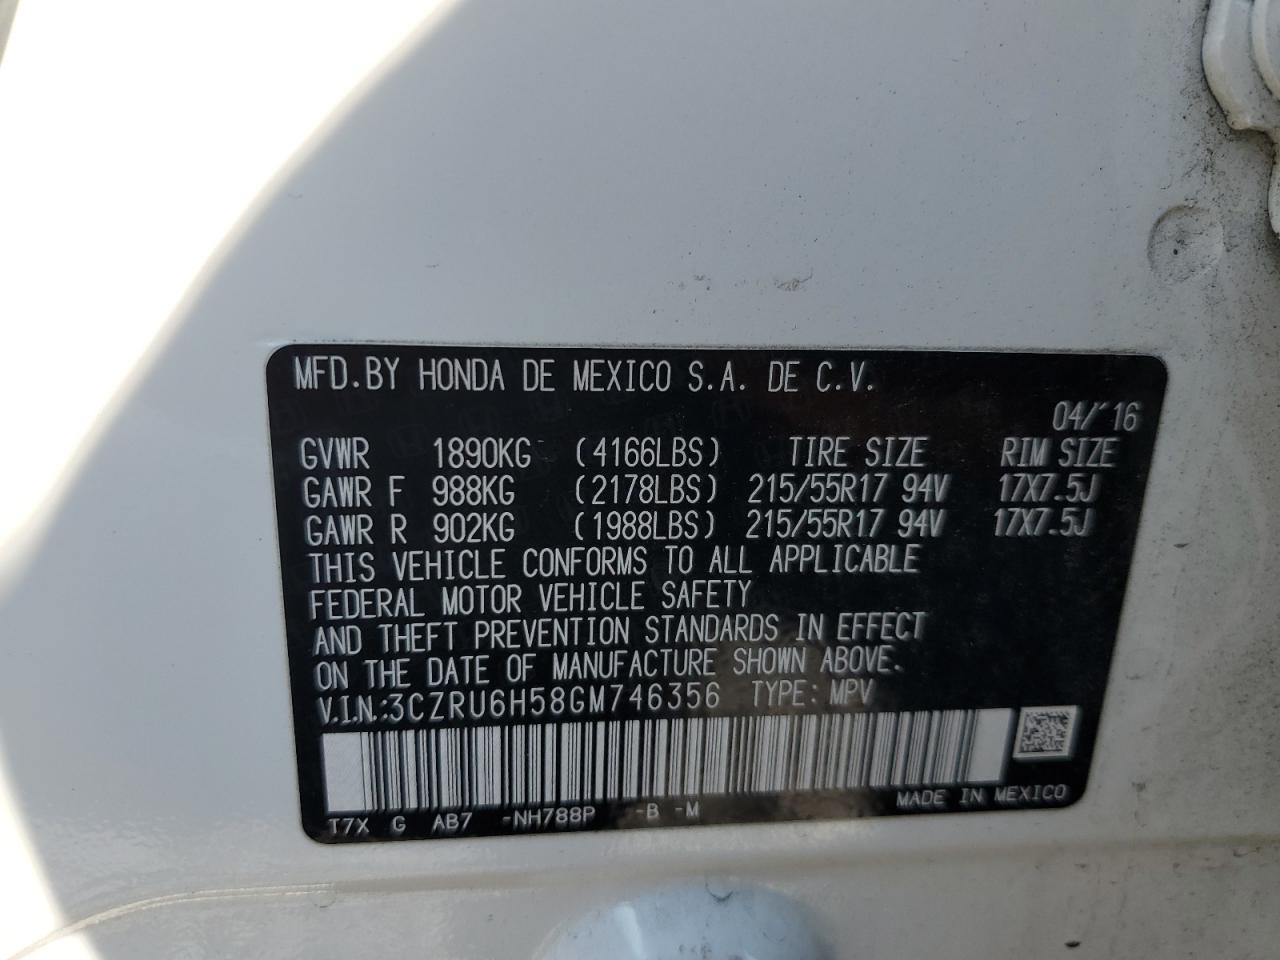 MFD.BY HONDA DE MEXICO S.A. DE C.V.
04/'16
GVWR 1890KG (4166LBS) TIRE SIZE RIM SIZE
GAWR F 988KG (2178LBS) 215/55R17 94V 17X7.5J
GAWR R 902KG (1988LBS) 215/55R17 94V 17X7.5J
THIS VEHICLE CONFORMS TO ALL APPLICABLE
FEDERAL MOTOR VEHICLE SAFETY
AND THEFT PREVENTION STANDARDS IN EFFECT
ON THE DATE OF MANUFACTURE SHOWN ABOVE.
V.I.N.:3CZRU6H58GM746356 TYPE: MPV
T7X G AB7 -NH788P -B -M MADE IN MEXICO